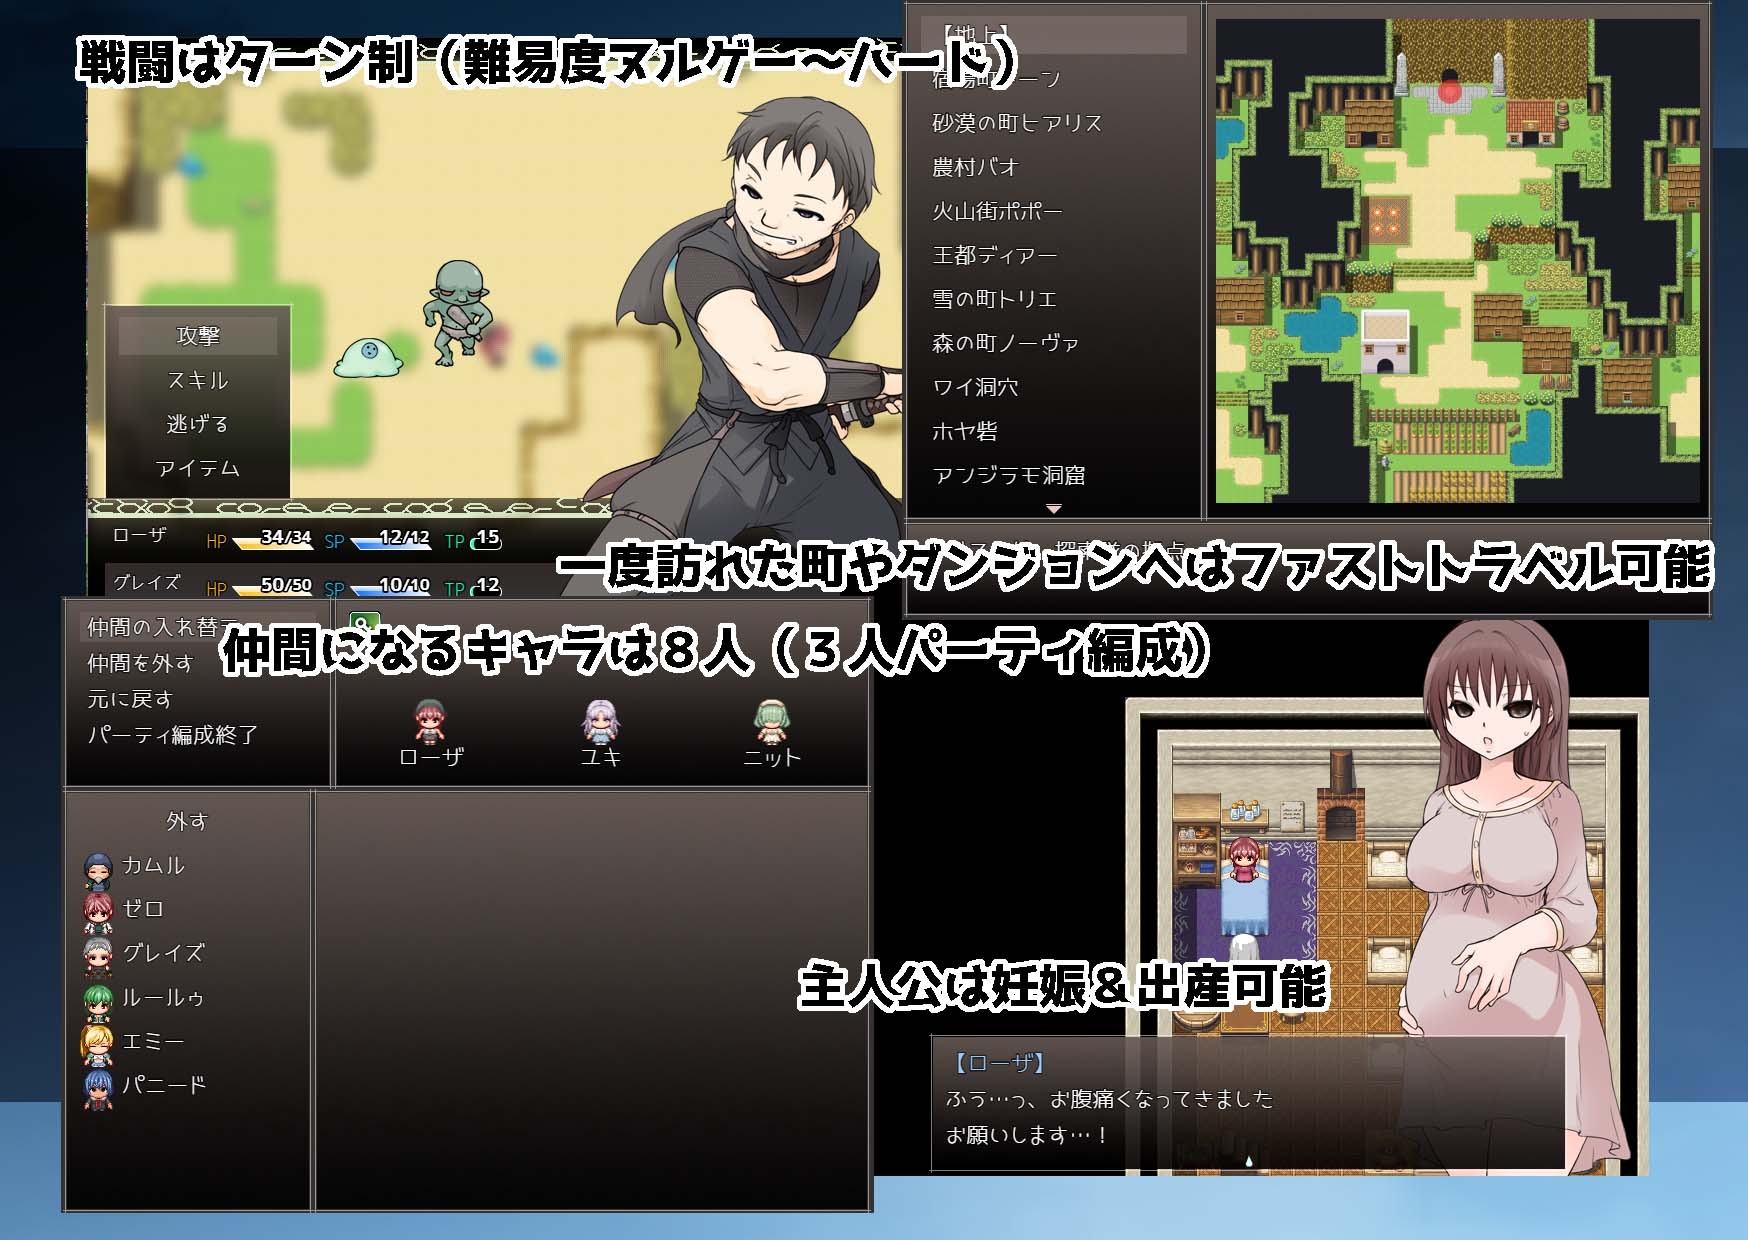 戦闘はターン制（難易度ヌルゲー～ハード）
攻撃
スキル
逃げる
アイテム
ローザ HP 34/34 SP 12/12 TP 15
グレイズ HP 50/50 SP 10/10 TP 12
【地上】
砂漠の町ヒアリス
農村バオ
火山街ポポー
王都ディアー
雪の町トリエ
森の町ノーヴァ
ワイ洞穴
ホヤ砦
アンジラモ洞窟
一度訪れた町やダンジョンへはファストトラベル可能
仲間の入れ替え
仲間を外す
元に戻す
パーティ編成終了
仲間になるキャラは８人（３人パーティ編成）
ローザ
ユキ
ニット
外す
カムル
ゼロ
グレイズ
ルールゥ
エミー
パニード
主人公は妊娠＆出産可能
【ローザ】
ふぅ…っ、お腹痛くなってきました
お願いします…！